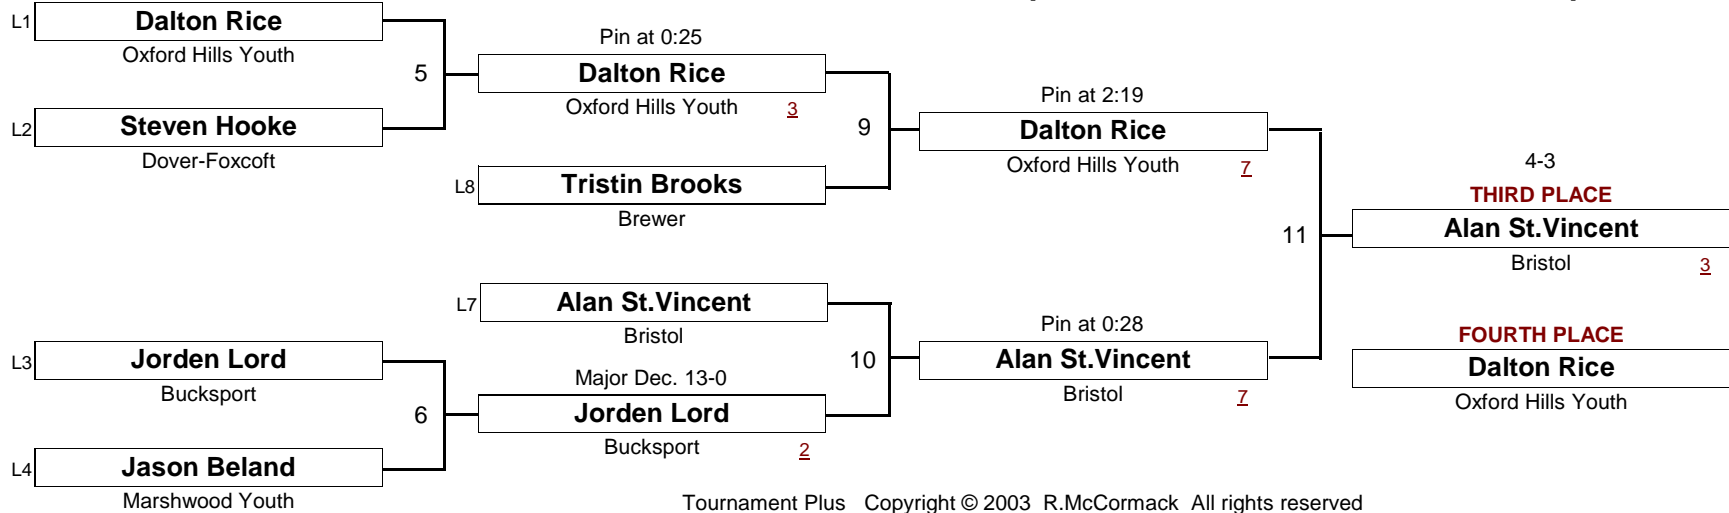 L1
Dalton Rice
Oxford Hills Youth
5
L2
Steven Hooke
Dover-Foxcoft
Pin at 0:25
Dalton Rice
Oxford Hills Youth 3
9
L8
Tristin Brooks
Brewer
Pin at 2:19
Dalton Rice
Oxford Hills Youth 7
11
4-3
THIRD PLACE
Alan St.Vincent
Bristol 3
L7
Alan St.Vincent
Bristol
10
L3
Jorden Lord
Bucksport
6
L4
Jason Beland
Marshwood Youth
Major Dec. 13-0
Jorden Lord
Bucksport 2
Pin at 0:28
Alan St.Vincent
Bristol 7
FOURTH PLACE
Dalton Rice
Oxford Hills Youth
Tournament Plus Copyright © 2003 R.McCormack All rights reserved